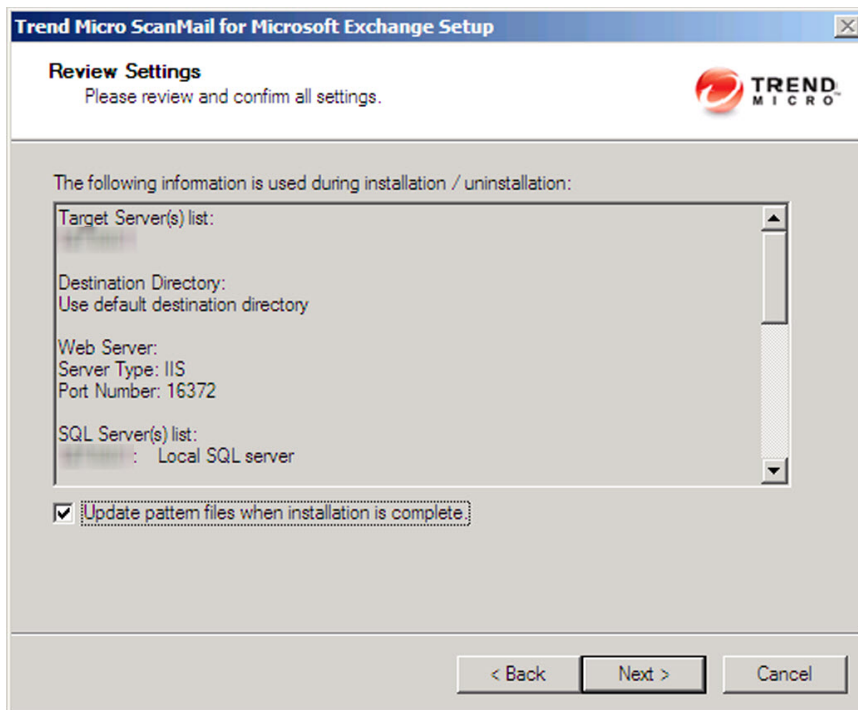 Trend Micro ScanMail for Microsoft Exchange Setup
Review Settings
Please review and confirm all settings.
TREND
MICRO™
The following information is used during installation / uninstallation:
Target Server(s) list:
Destination Directory:
Use default destination directory
Web Server:
Server Type: IIS
Port Number: 16372
SQL Server(s) list:
: Local SQL server
Update pattern files when installation is complete.
< Back
Next >
Cancel